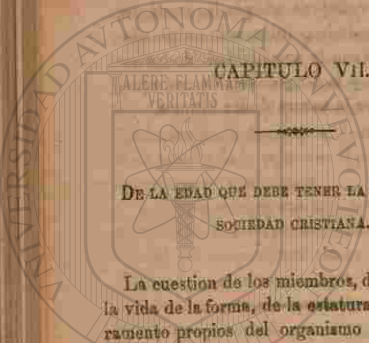 UNIVERSIDAD AUTONOMA DE NUEVO
ALERE FLAMMAM
VERITATIS
CAPITULO VII.
DE LA EDAD QUE DEBE TENER LA
SOCIEDAD CRISTIANA.
La cuestion de los miembros, d
la vida de la forma, de la estatura
ramento propios del organismo